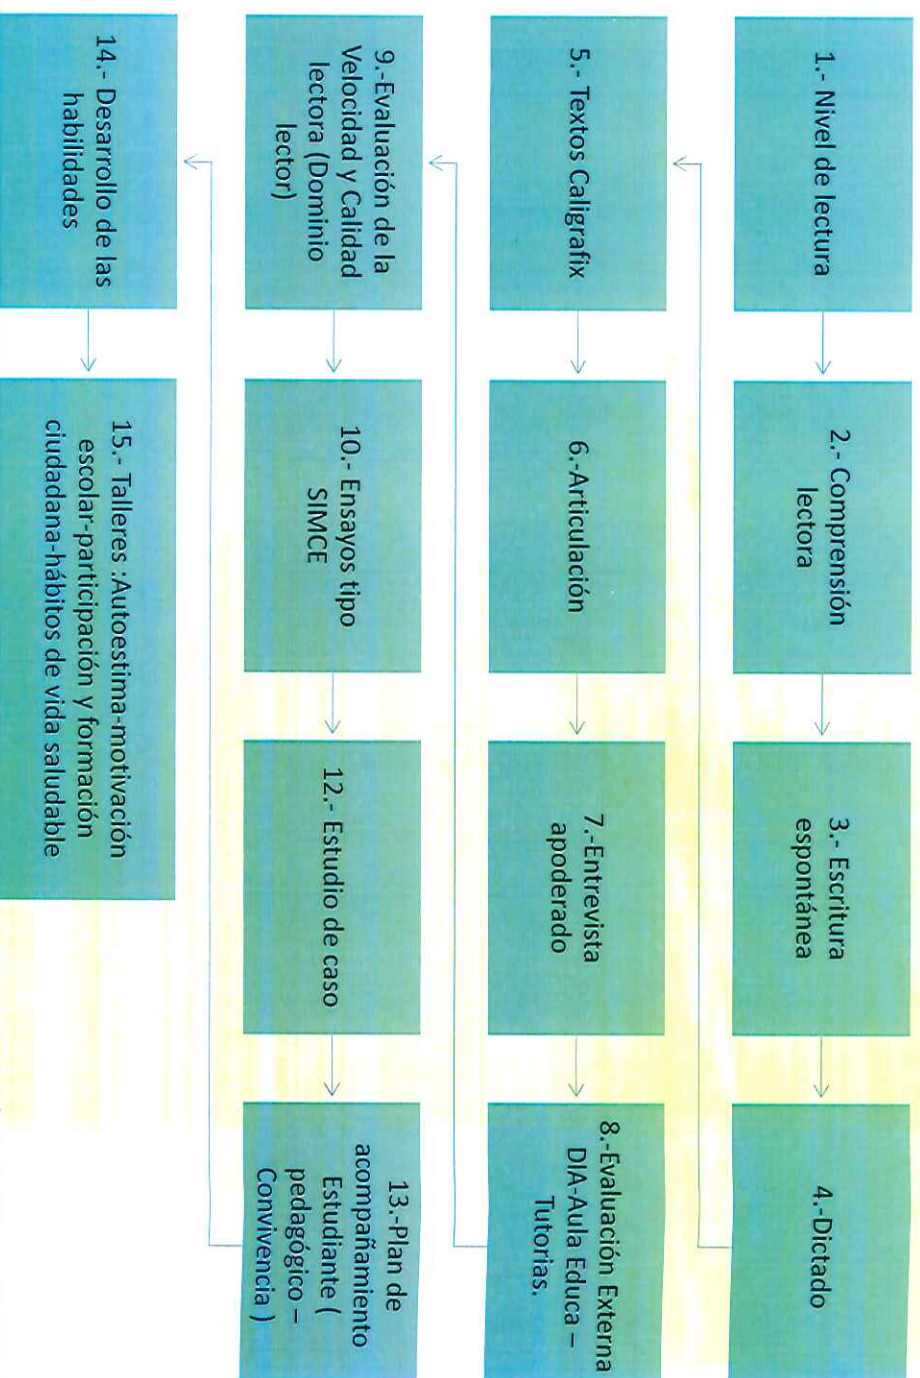 1.- Nivel de lectura
2.- Comprensión
lectora
3.- Escritura
espontánea
4.-Dictado
5.- Textos Caligrafix
6.-Articulación
7.-Entrevista
apoderado
8.-Evaluación Externa
DIA-Aula Educa –
Tutorias.
9.-Evaluación de la
Velocidad y Calidad
lectora (Dominio
lector)
10.- Ensayos tipo
SIMCE
12.- Estudio de caso
13.-Plan de
acompañamiento
Estudiante (
pedagógico –
Convivencia )
14.- Desarrollo de las
habilidades
15.- Talleres :Autoestima-motivación
escolar-participación y formación
ciudadana-hábitos de vida saludable